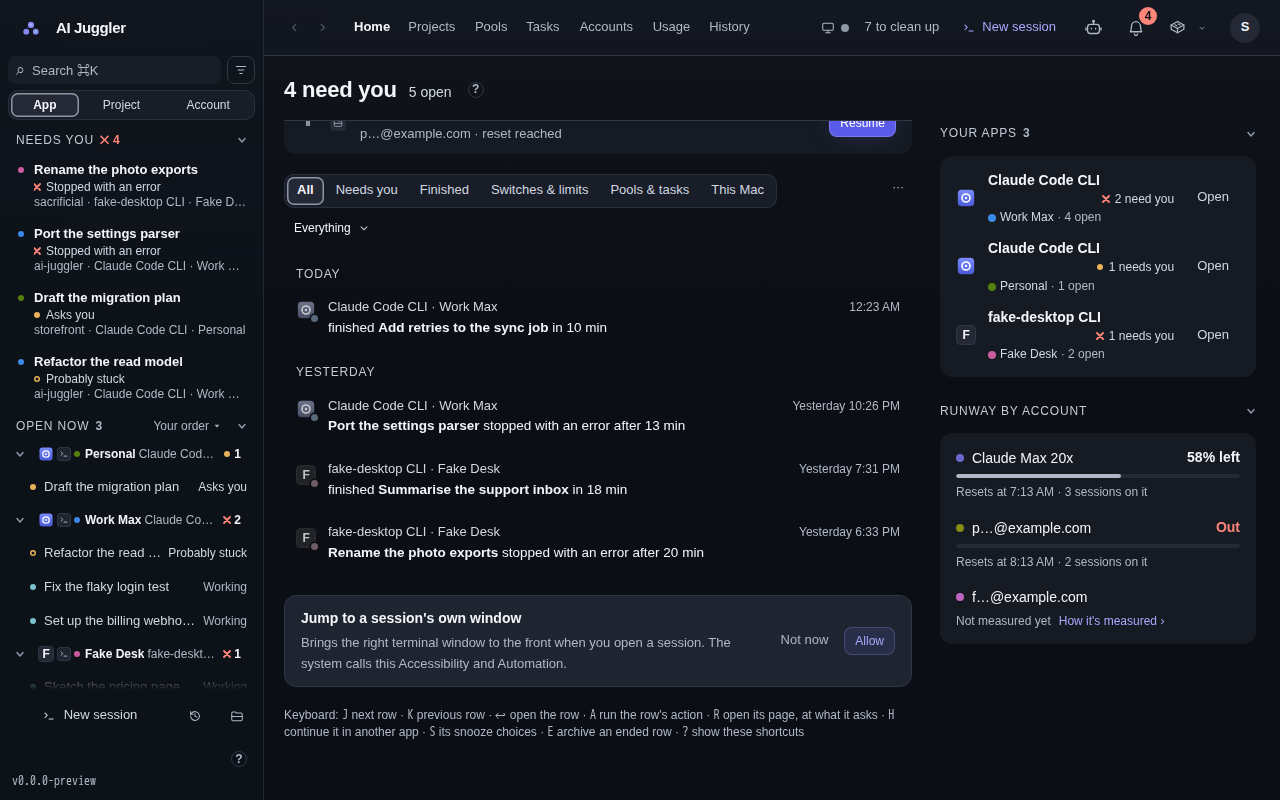 AI Juggler
Search ⌘K
App Project Account
NEEDS YOU 4
Rename the photo exports
Stopped with an error
sacrificial · fake-desktop CLI · Fake D…
Port the settings parser
Stopped with an error
ai-juggler · Claude Code CLI · Work …
Draft the migration plan
Asks you
storefront · Claude Code CLI · Personal
Refactor the read model
Probably stuck
ai-juggler · Claude Code CLI · Work …
OPEN NOW 3 Your order
Personal Claude Cod… 1
Draft the migration plan Asks you
Work Max Claude Co… 2
Refactor the read … Probably stuck
Fix the flaky login test Working
Set up the billing webho… Working
F Fake Desk fake-deskt… 1
Sketch the pricing page Working
New session
?
v0.0.0-preview
Home Projects Pools Tasks Accounts Usage History
7 to clean up
New session
4
S
4 need you 5 open ?
p…@example.com · reset reached
Resume
All Needs you Finished Switches & limits Pools & tasks This Mac
…
Everything
TODAY
Claude Code CLI · Work Max 12:23 AM
finished Add retries to the sync job in 10 min
YESTERDAY
Claude Code CLI · Work Max Yesterday 10:26 PM
Port the settings parser stopped with an error after 13 min
F fake-desktop CLI · Fake Desk Yesterday 7:31 PM
finished Summarise the support inbox in 18 min
F fake-desktop CLI · Fake Desk Yesterday 6:33 PM
Rename the photo exports stopped with an error after 20 min
Jump to a session's own window
Brings the right terminal window to the front when you open a session. The
system calls this Accessibility and Automation.
Not now Allow
Keyboard: J next row · K previous row · ↩ open the row · A run the row's action · R open its page, at what it asks · H
continue it in another app · S its snooze choices · E archive an ended row · ? show these shortcuts
YOUR APPS 3
Claude Code CLI
2 need you Open
Work Max · 4 open
Claude Code CLI
1 needs you Open
Personal · 1 open
fake-desktop CLI
F 1 needs you Open
Fake Desk · 2 open
RUNWAY BY ACCOUNT
Claude Max 20x 58% left
Resets at 7:13 AM · 3 sessions on it
p…@example.com Out
Resets at 8:13 AM · 2 sessions on it
f…@example.com
Not measured yet How it's measured ›